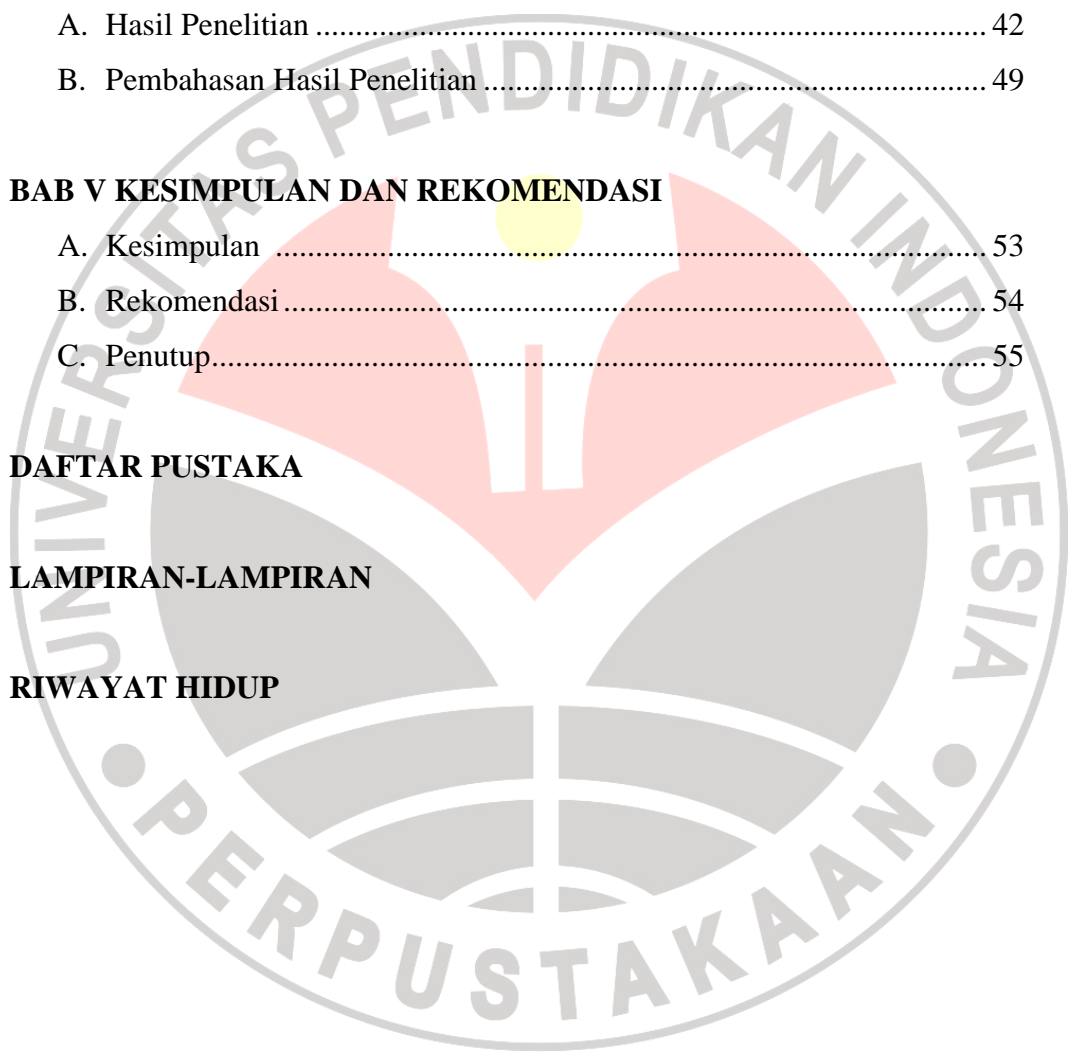 A. Hasil Penelitian ................................................................................... 42
B. Pembahasan Hasil Penelitian .............................................................. 49
BAB V KESIMPULAN DAN REKOMENDASI
A. Kesimpulan ........................................................................................ 53
B. Rekomendasi ....................................................................................... 54
C. Penutup................................................................................................ 55
DAFTAR PUSTAKA
LAMPIRAN-LAMPIRAN
RIWAYAT HIDUP
UNIVERSITAS PENDIDIKAN INDONESIA
PERPUSTAKAAN